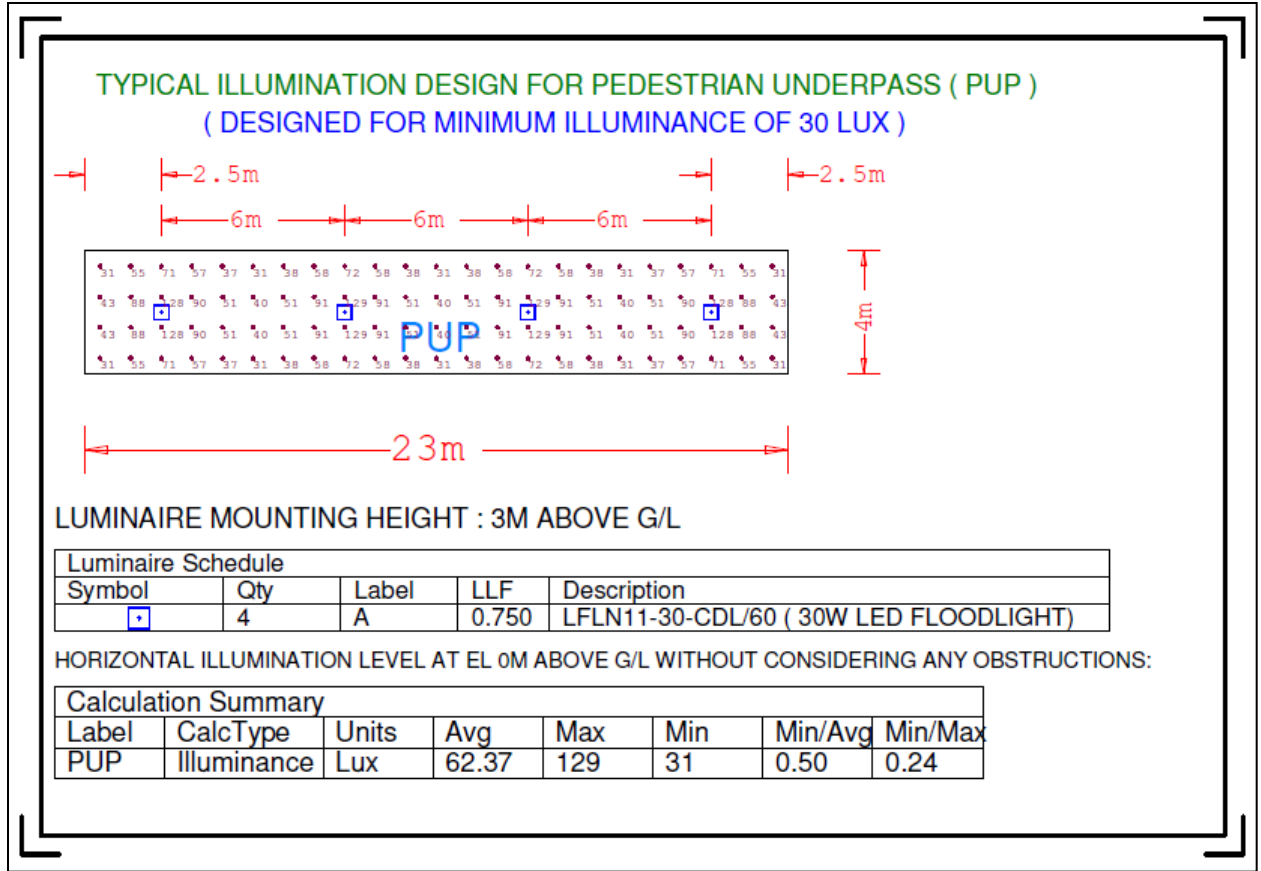 TYPICAL ILLUMINATION DESIGN FOR PEDESTRIAN UNDERPASS ( PUP )
( DESIGNED FOR MINIMUM ILLUMINANCE OF 30 LUX )
2.5m 2.5m
6m 6m 6m
31 55 71 57 37 31 38 58 72 58 38 31 38 58 72 58 38 31 37 57 71 55 31
43 88 128 90 51 40 51 91 129 91 51 40 51 91 129 91 51 40 51 90 128 88 43
4m
43 88 128 90 51 40 51 91 129 91 51 40 51 91 129 91 51 40 51 90 128 88 43
PUP
31 55 71 57 37 31 38 58 72 58 38 31 38 58 72 58 38 31 37 57 71 55 31
23m
LUMINAIRE MOUNTING HEIGHT : 3M ABOVE G/L
Luminaire Schedule
Symbol Qty Label LLF Description
4 A 0.750 LFLN11-30-CDL/60 ( 30W LED FLOODLIGHT)
HORIZONTAL ILLUMINATION LEVEL AT EL 0M ABOVE G/L WITHOUT CONSIDERING ANY OBSTRUCTIONS:
Calculation Summary
Label CalcType Units Avg Max Min Min/Avg Min/Max
PUP Illuminance Lux 62.37 129 31 0.50 0.24